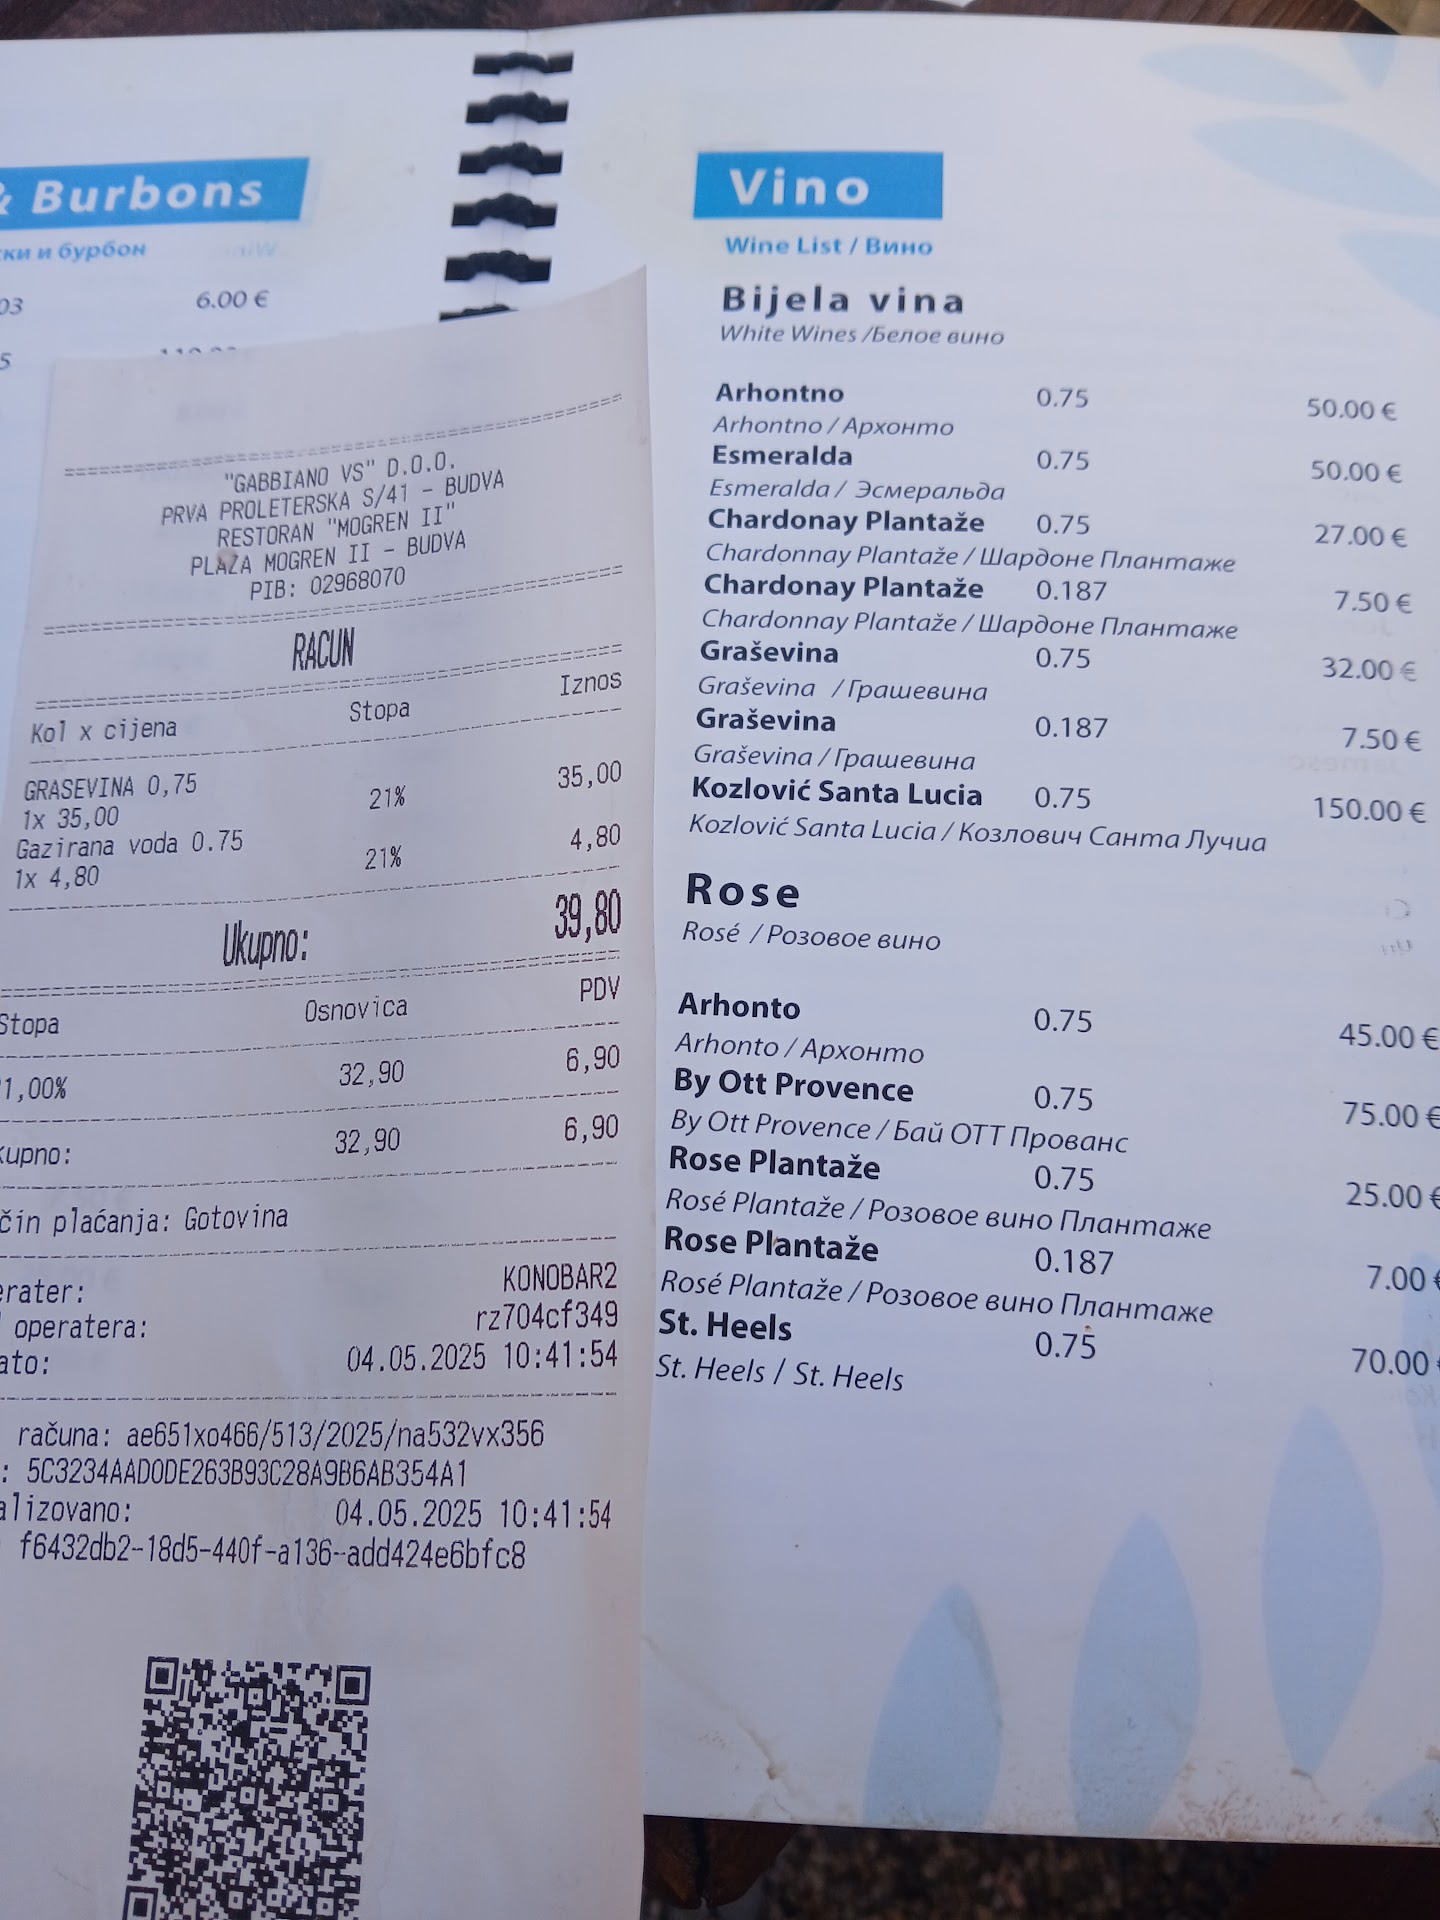 & Burbons
ски и бурбон
03 6.00 €
5
"GABBIANO VS" D.O.O.
PRVA PROLETERSKA S/41 - BUDVA
RESTORAN "MOGREN II"
PLAZA MOGREN II - BUDVA
PIB: 02968070
RACUN
Kol x cijena Stopa Iznos
GRASEVINA 0,75
1x 35,00 21% 35,00
Gazirana voda 0.75
1x 4,80 21% 4,80
Ukupno: 39,80
Stopa Osnovica PDV
1,00% 32,90 6,90
kupno: 32,90 6,90
čin plaćanja: Gotovina
erater: KONOBAR2
operatera: rz704cf349
ato: 04.05.2025 10:41:54
računa: ae651xo466/513/2025/na532vx356
: 5C3234AAD0DE263B93C28A9B6AB354A1
alizovano: 04.05.2025 10:41:54
f6432db2-18d5-440f-a136-add424e6bfc8
Vino
Wine List / Вино
Bijela vina
White Wines /Белое вино
Arhontno 0.75 50.00 €
Arhontno / Архонто
Esmeralda 0.75 50.00 €
Esmeralda / Эсмеральда
Chardonay Plantaže 0.75 27.00 €
Chardonnay Plantaže / Шардоне Плантаже
Chardonay Plantaže 0.187 7.50 €
Chardonnay Plantaže / Шардоне Плантаже
Graševina 0.75 32.00 €
Graševina / Грашевина
Graševina 0.187 7.50 €
Graševina / Грашевина
Kozlović Santa Lucia 0.75 150.00 €
Kozlović Santa Lucia / Козлович Санта Лучиа
Rose
Rosé / Розовое вино
Arhonto 0.75 45.00 €
Arhonto / Архонто
By Ott Provence 0.75 75.00 €
By Ott Provence / Бай ОТТ Прованс
Rose Plantaže 0.75 25.00 €
Rosé Plantaže / Розовое вино Плантаже
Rose Plantaže 0.187 7.00 €
Rosé Plantaže / Розовое вино Плантаже
St. Heels 0.75 70.00 €
St. Heels / St. Heels